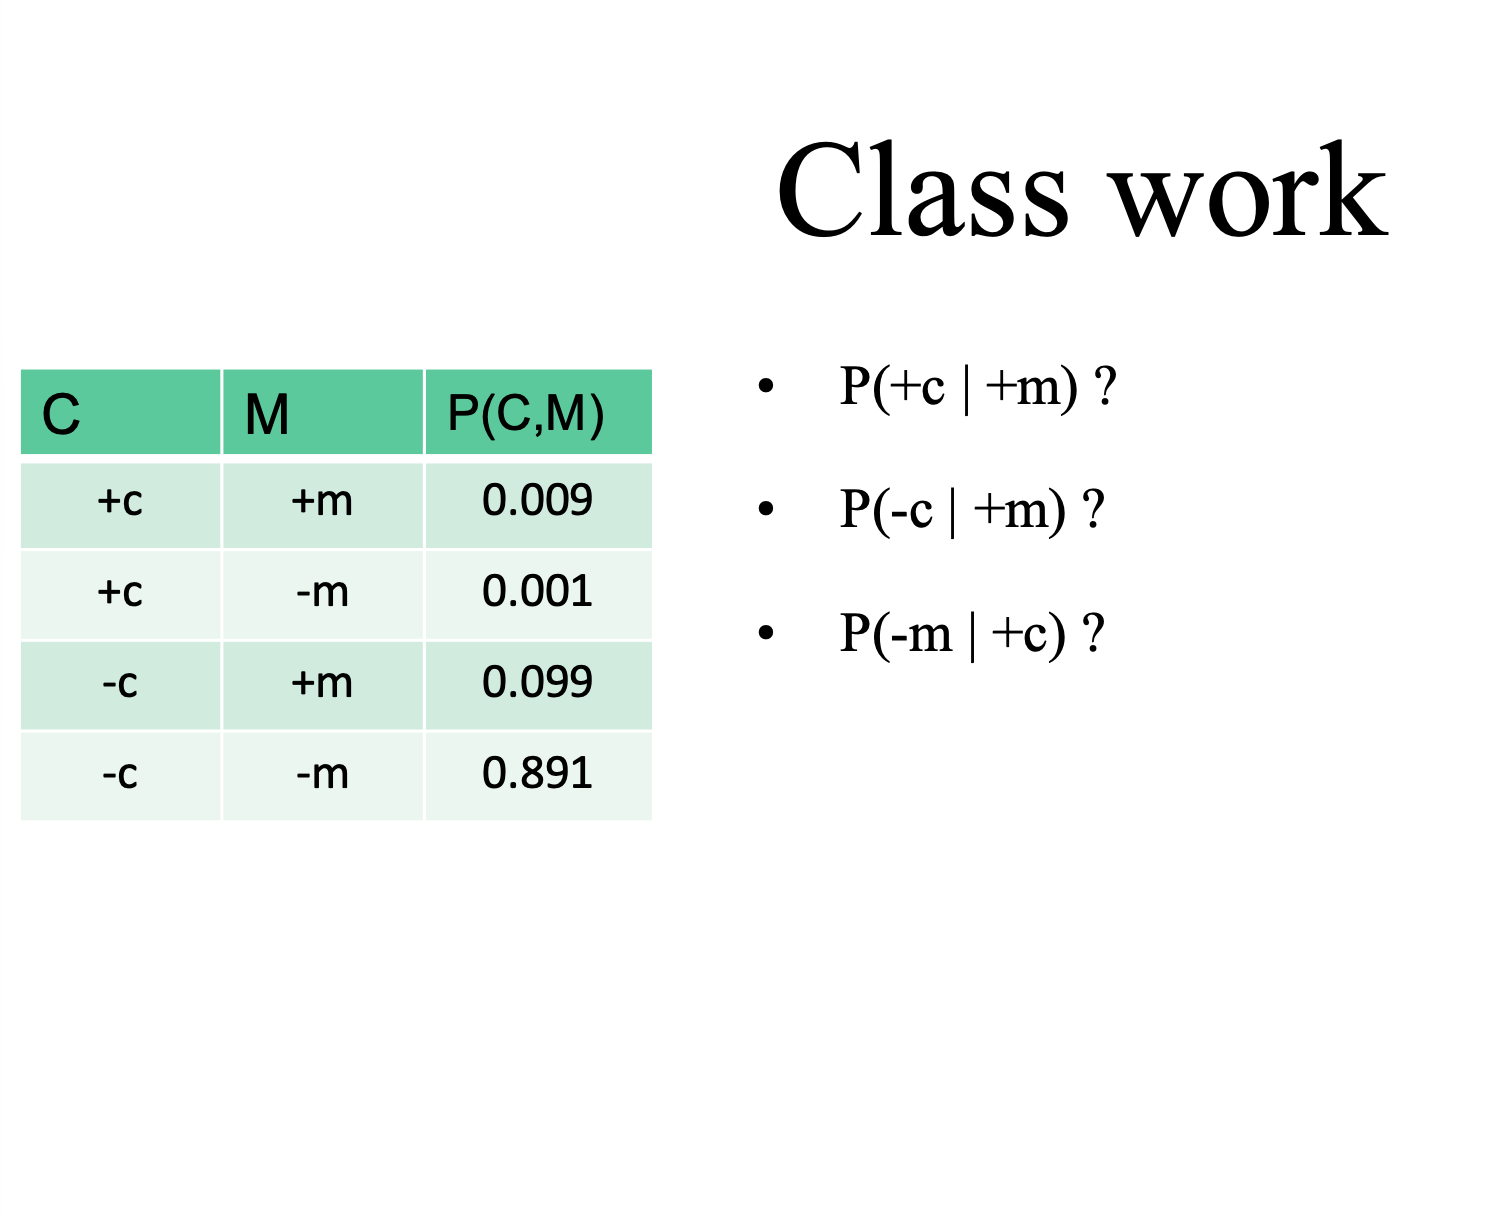 Class work
C M P(C,M)
+c +m 0.009
+c -m 0.001
-c +m 0.099
-c -m 0.891
• P(+c | +m) ?
• P(-c | +m) ?
• P(-m | +c) ?